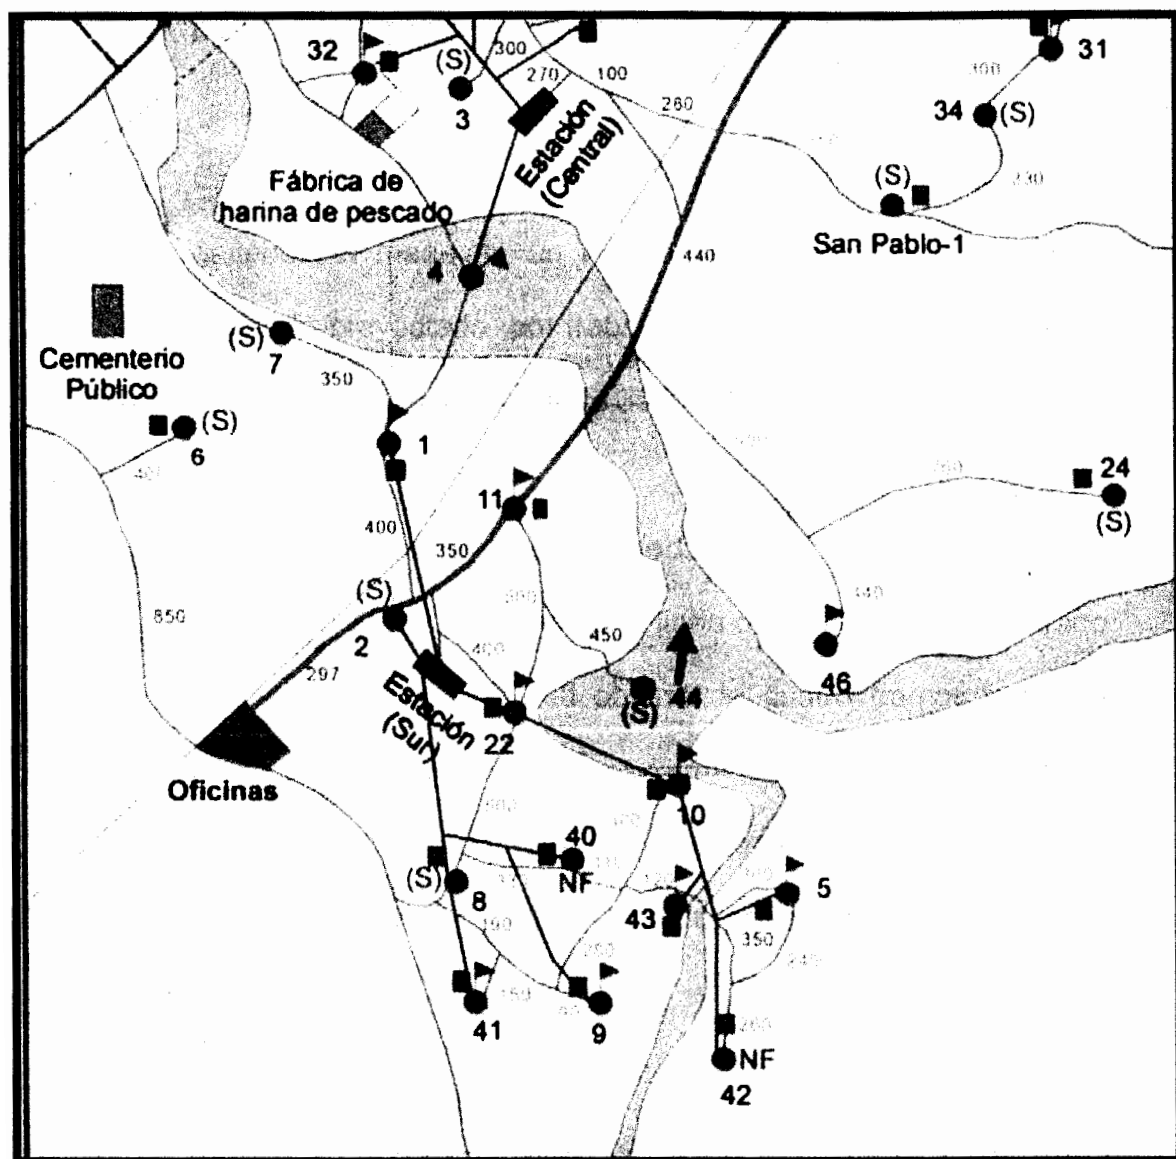 32
(S)
300
31
270
100
300
3
260
34
(S)
Estación
(Central)
(S)
230
Fábrica de
harina de pescado
San Pablo-1
4
440
(S)
7
Cementerio
Público
350
(S)
6
1
11
24
(S)
400
350
(S)
850
2
450
400
297
46
Estación
(Sur)
(S)
44
22
Oficinas
10
40
(S)
NF
8
5
43
190
350
41
9
NF
42